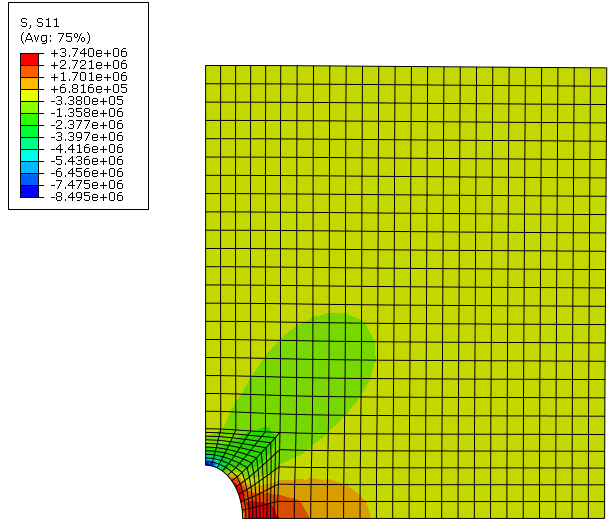 S, S11
(Avg: 75%)
+3.740e+06
+2.721e+06
+1.701e+06
+6.816e+05
-3.380e+05
-1.358e+06
-2.377e+06
-3.397e+06
-4.416e+06
-5.436e+06
-6.456e+06
-7.475e+06
-8.495e+06